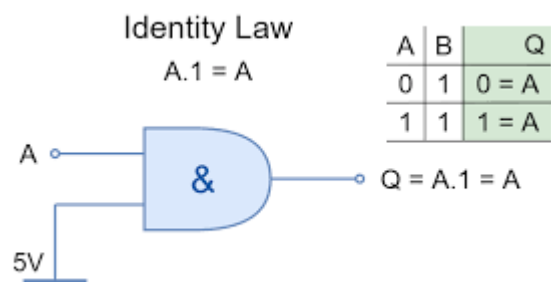 Identity Law
A.1 = A
A B Q
0 1 0 = A
1 1 1 = A
A
&
Q = A.1 = A
5V